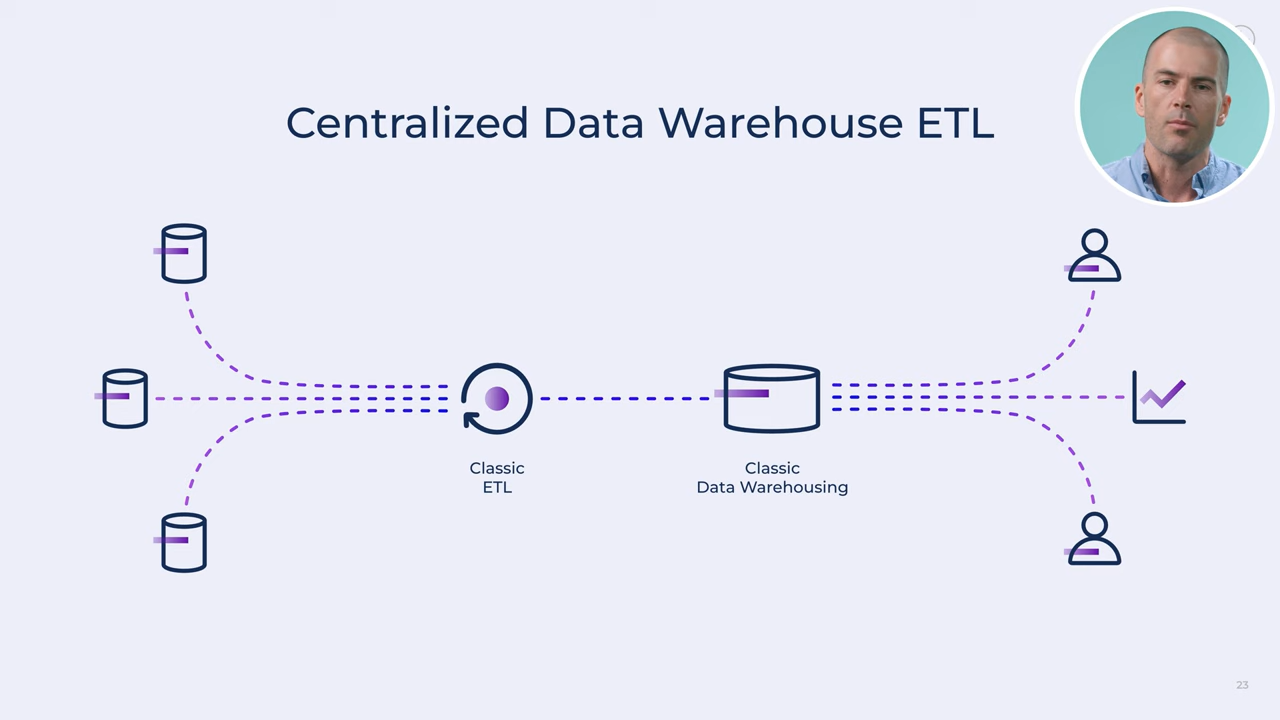 Centralized Data Warehouse ETL
Classic
ETL
Classic
Data Warehousing
23